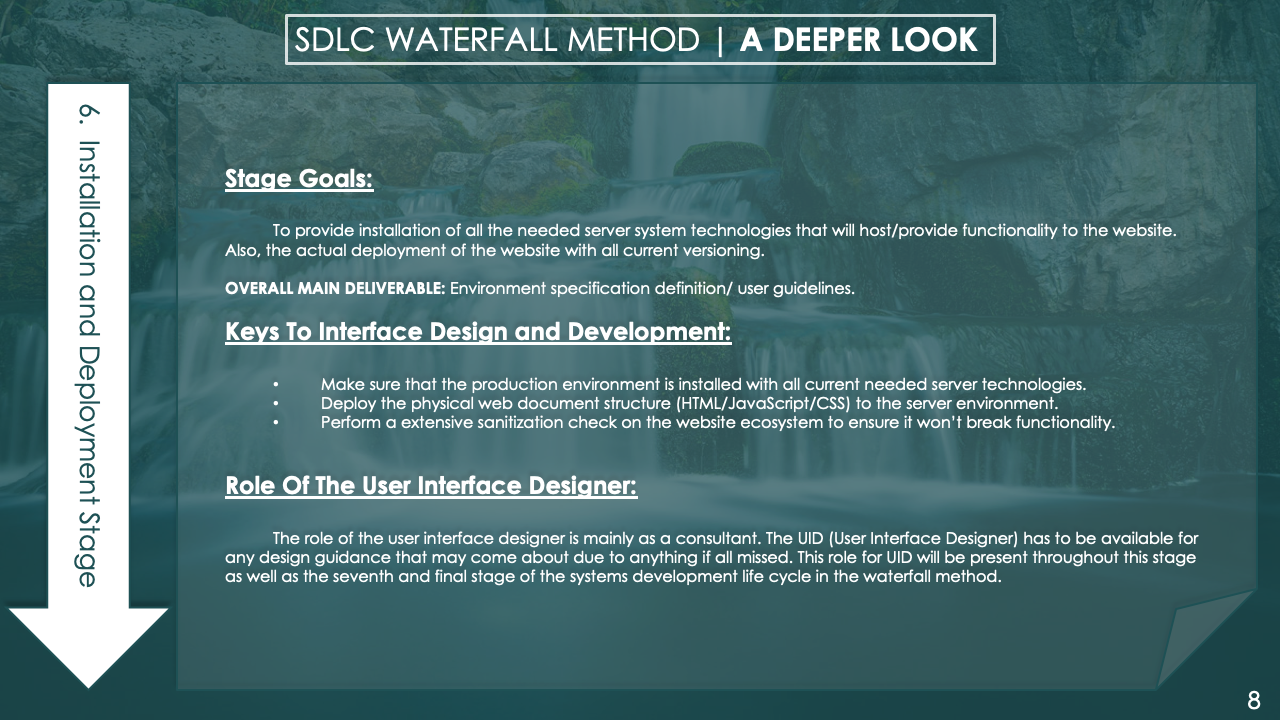 SDLC WATERFALL METHOD | A DEEPER LOOK
6. Installation and Deployment Stage
Stage Goals:
To provide installation of all the needed server system technologies that will host/provide functionality to the website.
Also, the actual deployment of the website with all current versioning.
OVERALL MAIN DELIVERABLE: Environment specification definition/ user guidelines.
Keys To Interface Design and Development:
• Make sure that the production environment is installed with all current needed server technologies.
• Deploy the physical web document structure (HTML/JavaScript/CSS) to the server environment.
• Perform a extensive sanitization check on the website ecosystem to ensure it won’t break functionality.
Role Of The User Interface Designer:
The role of the user interface designer is mainly as a consultant. The UID (User Interface Designer) has to be available for
any design guidance that may come about due to anything if all missed. This role for UID will be present throughout this stage
as well as the seventh and final stage of the systems development life cycle in the waterfall method.
8